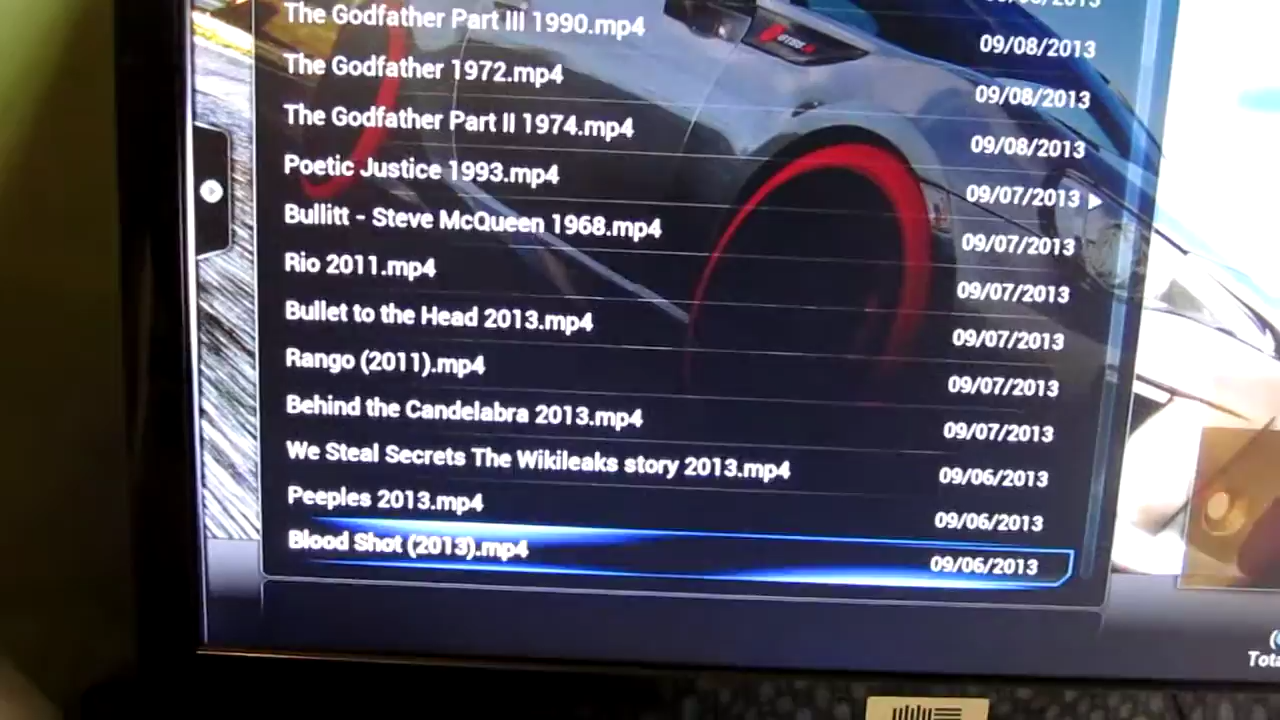 The Godfather Part III 1990.mp4
09/08/2013
The Godfather 1972.mp4
09/08/2013
The Godfather Part II 1974.mp4
09/08/2013
Poetic Justice 1993.mp4
09/07/2013
Bullitt - Steve McQueen 1968.mp4
09/07/2013
Rio 2011.mp4
09/07/2013
Bullet to the Head 2013.mp4
09/07/2013
Rango (2011).mp4
09/07/2013
Behind the Candelabra 2013.mp4
09/07/2013
We Steal Secrets The Wikileaks story 2013.mp4
09/06/2013
Peeples 2013.mp4
09/06/2013
Blood Shot (2013).mp4
09/06/2013